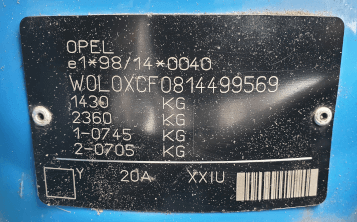 OPEL
e1*98/14*0040
W0L0XCF0814499569
1430 KG
2360 KG
1-0745 KG
2-0705 KG
Y 20A XXIU